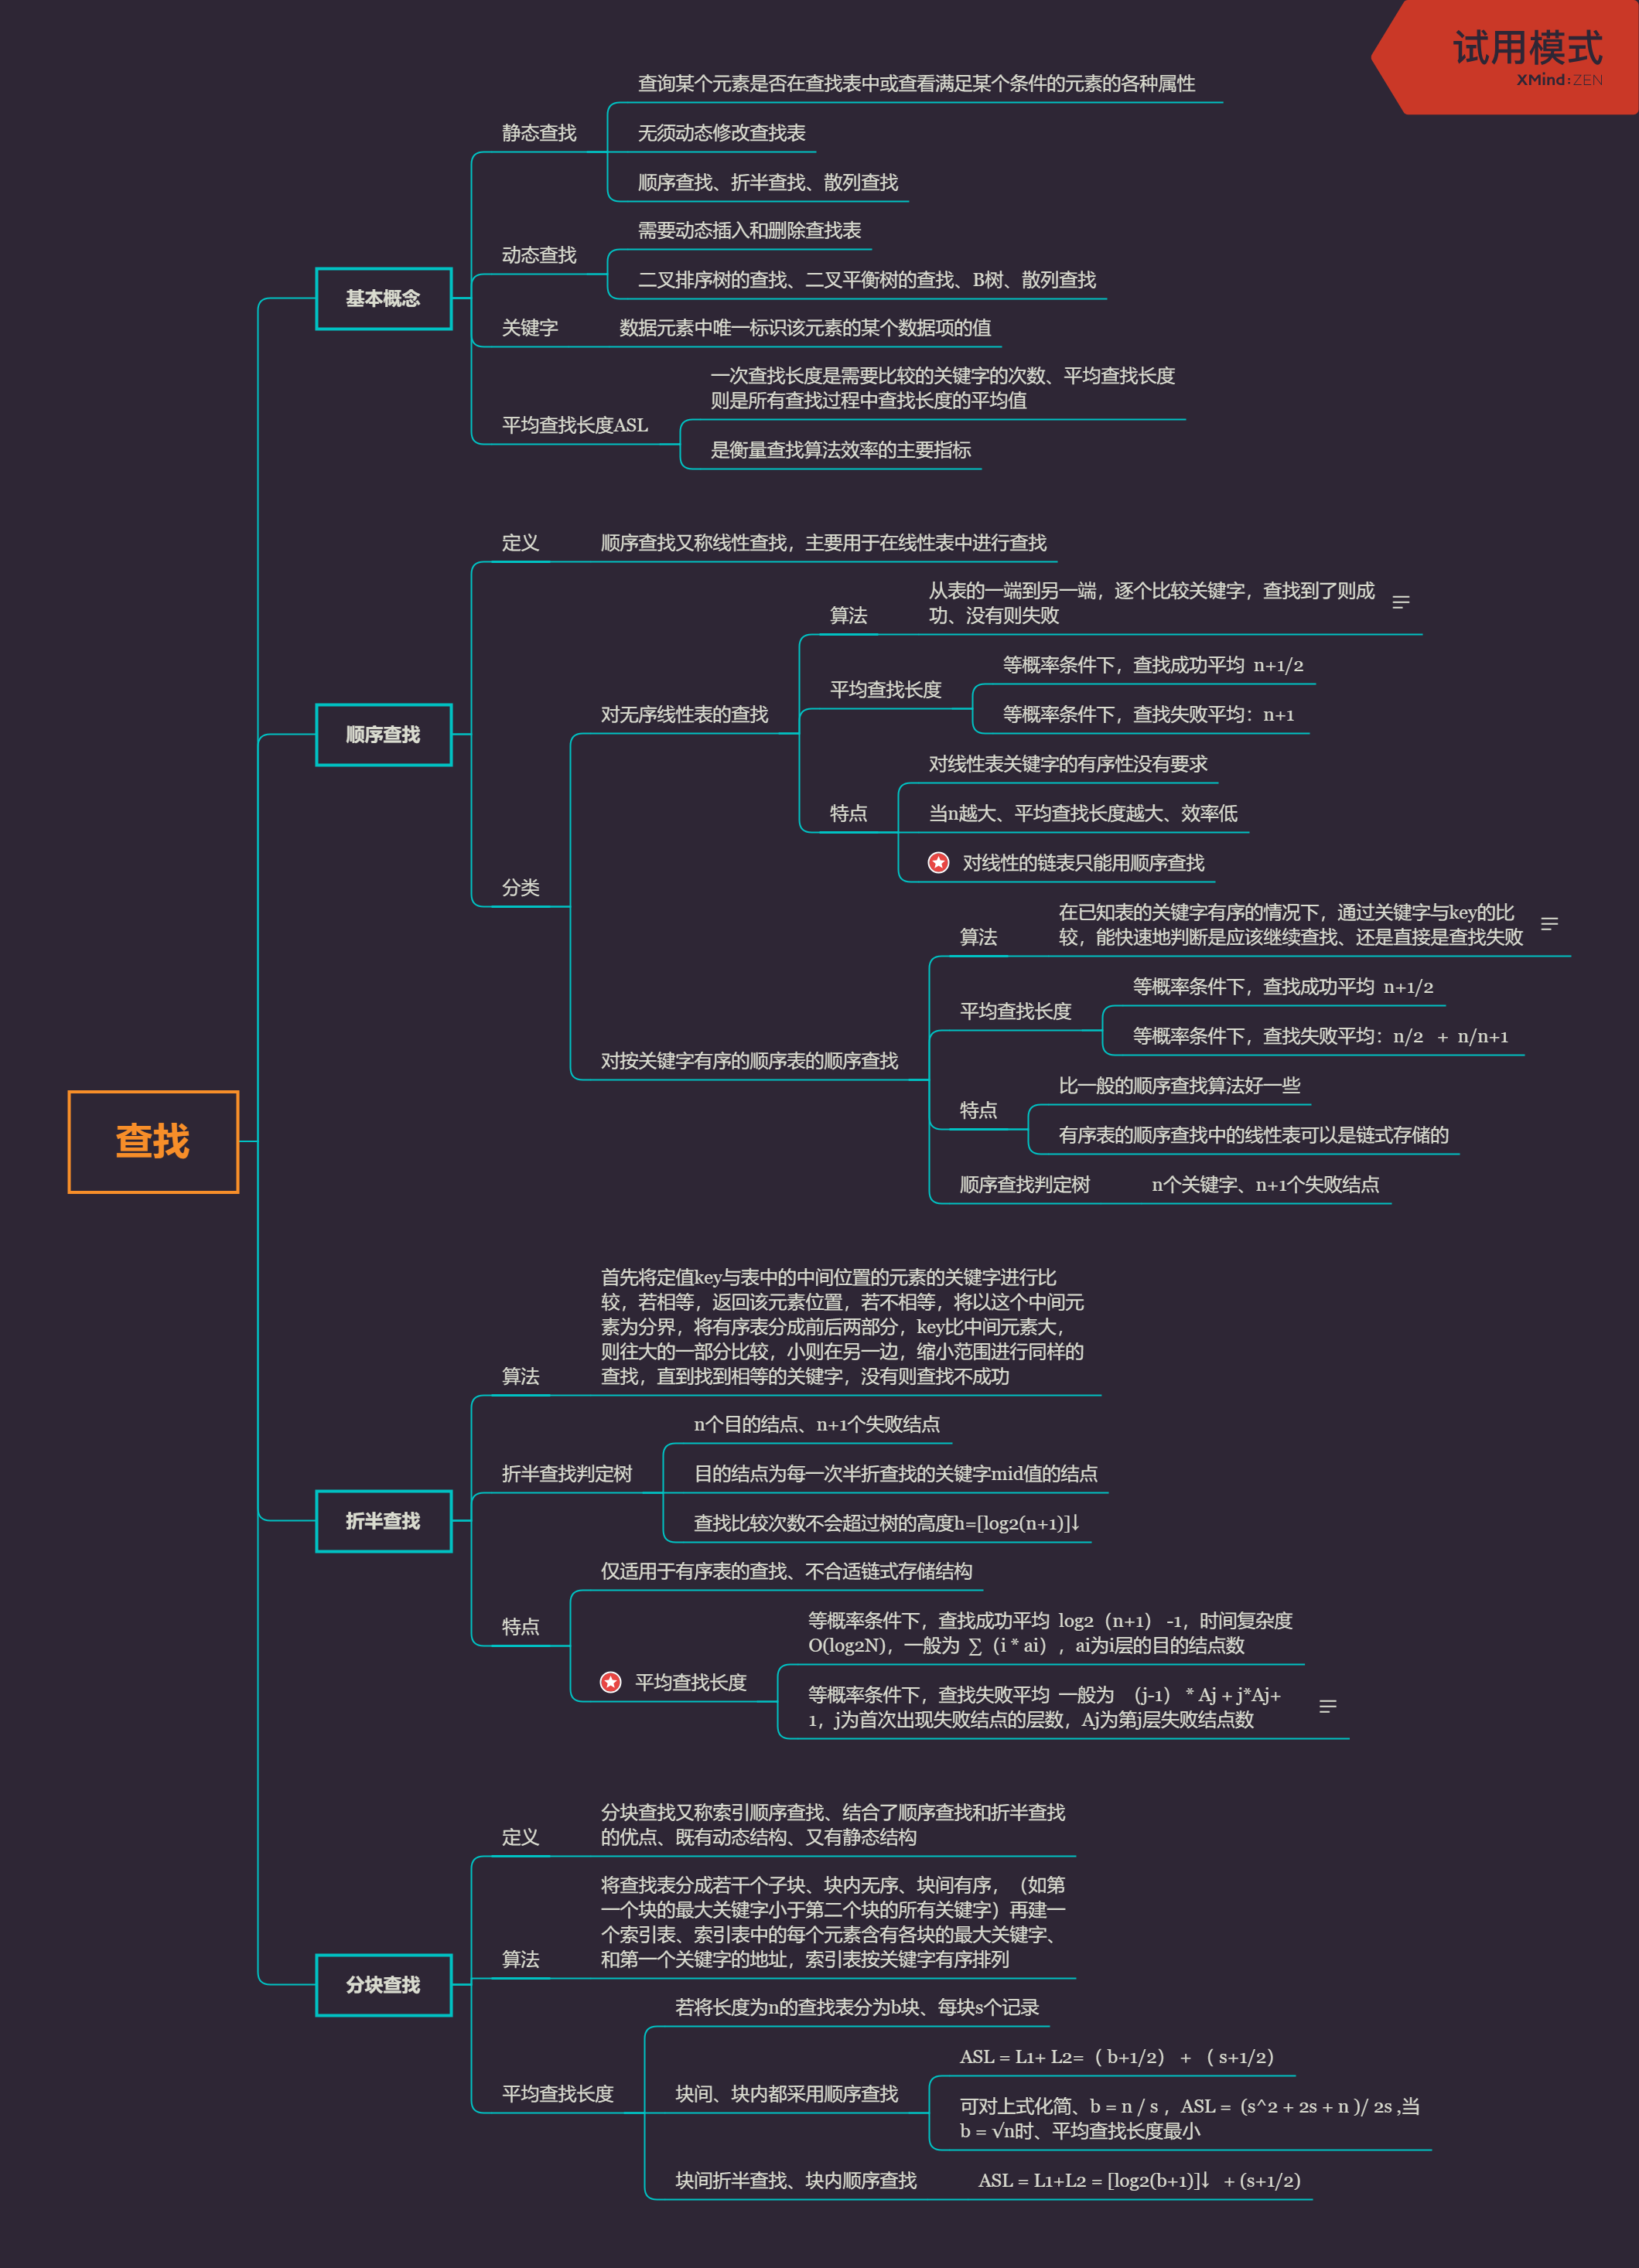 试用模式
XMind:ZEN
查找
基本概念
静态查找
查询某个元素是否在查找表中或查看满足某个条件的元素的各种属性
无须动态修改查找表
顺序查找、折半查找、散列查找
动态查找
需要动态插入和删除查找表
二叉排序树的查找、二叉平衡树的查找、B树、散列查找
关键字
数据元素中唯一标识该元素的某个数据项的值
平均查找长度ASL
一次查找长度是需要比较的关键字的次数、平均查找长度
则是所有查找过程中查找长度的平均值
是衡量查找算法效率的主要指标
顺序查找
定义
顺序查找又称线性查找，主要用于在线性表中进行查找
分类
对无序线性表的查找
算法
从表的一端到另一端，逐个比较关键字，查找到了则成
功、没有则失败
平均查找长度
等概率条件下，查找成功平均 n+1/2
等概率条件下，查找失败平均：n+1
特点
对线性表关键字的有序性没有要求
当n越大、平均查找长度越大、效率低
对线性的链表只能用顺序查找
对按关键字有序的顺序表的顺序查找
算法
在已知表的关键字有序的情况下，通过关键字与key的比
较，能快速地判断是应该继续查找、还是直接是查找失败
平均查找长度
等概率条件下，查找成功平均 n+1/2
等概率条件下，查找失败平均：n/2 + n/n+1
特点
比一般的顺序查找算法好一些
有序表的顺序查找中的线性表可以是链式存储的
顺序查找判定树
n个关键字、n+1个失败结点
折半查找
算法
首先将定值key与表中的中间位置的元素的关键字进行比
较，若相等，返回该元素位置，若不相等，将以这个中间元
素为分界，将有序表分成前后两部分，key比中间元素大，
则往大的一部分比较，小则在另一边，缩小范围进行同样的
查找，直到找到相等的关键字，没有则查找不成功
折半查找判定树
n个目的结点、n+1个失败结点
目的结点为每一次半折查找的关键字mid值的结点
查找比较次数不会超过树的高度h=[log2(n+1)]↓
特点
仅适用于有序表的查找、不合适链式存储结构
平均查找长度
等概率条件下，查找成功平均 log2（n+1） -1，时间复杂度
O(log2N)，一般为 ∑（i * ai），ai为i层的目的结点数
等概率条件下，查找失败平均 一般为 （j-1） * Aj + j*Aj+
1，j为首次出现失败结点的层数，Aj为第j层失败结点数
分块查找
定义
分块查找又称索引顺序查找、结合了顺序查找和折半查找
的优点、既有动态结构、又有静态结构
算法
将查找表分成若干个子块、块内无序、块间有序，（如第
一个块的最大关键字小于第二个块的所有关键字）再建一
个索引表、索引表中的每个元素含有各块的最大关键字、
和第一个关键字的地址，索引表按关键字有序排列
平均查找长度
若将长度为n的查找表分为b块、每块s个记录
块间、块内都采用顺序查找
ASL = L1+ L2=（ b+1/2） + （ s+1/2）
可对上式化简、b = n / s ，ASL = (s^2 + 2s + n )/ 2s ,当
b = √n时、平均查找长度最小
块间折半查找、块内顺序查找
ASL = L1+L2 = [log2(b+1)]↓ + (s+1/2)